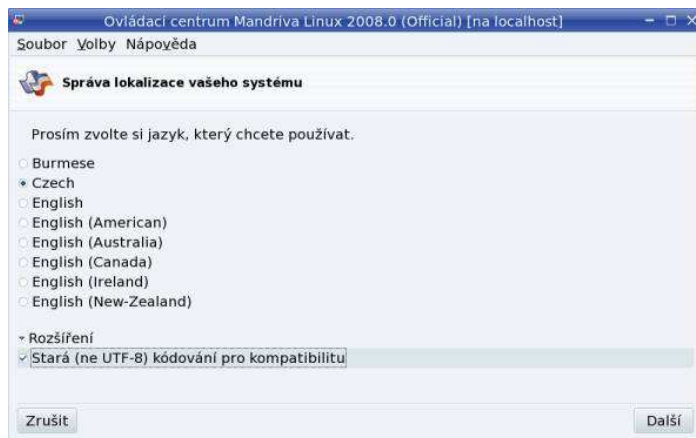 Ovládací centrum Mandriva Linux 2008.0 (Official) [na localhost]
Soubor Volby Nápověda
Správa lokalizace vašeho systému
Prosím zvolte si jazyk, který chcete používat.
Burmese
Czech
English
English (American)
English (Australia)
English (Canada)
English (Ireland)
English (New-Zealand)
Rozšíření
Stará (ne UTF-8) kódování pro kompatibilitu
Zrušit Další